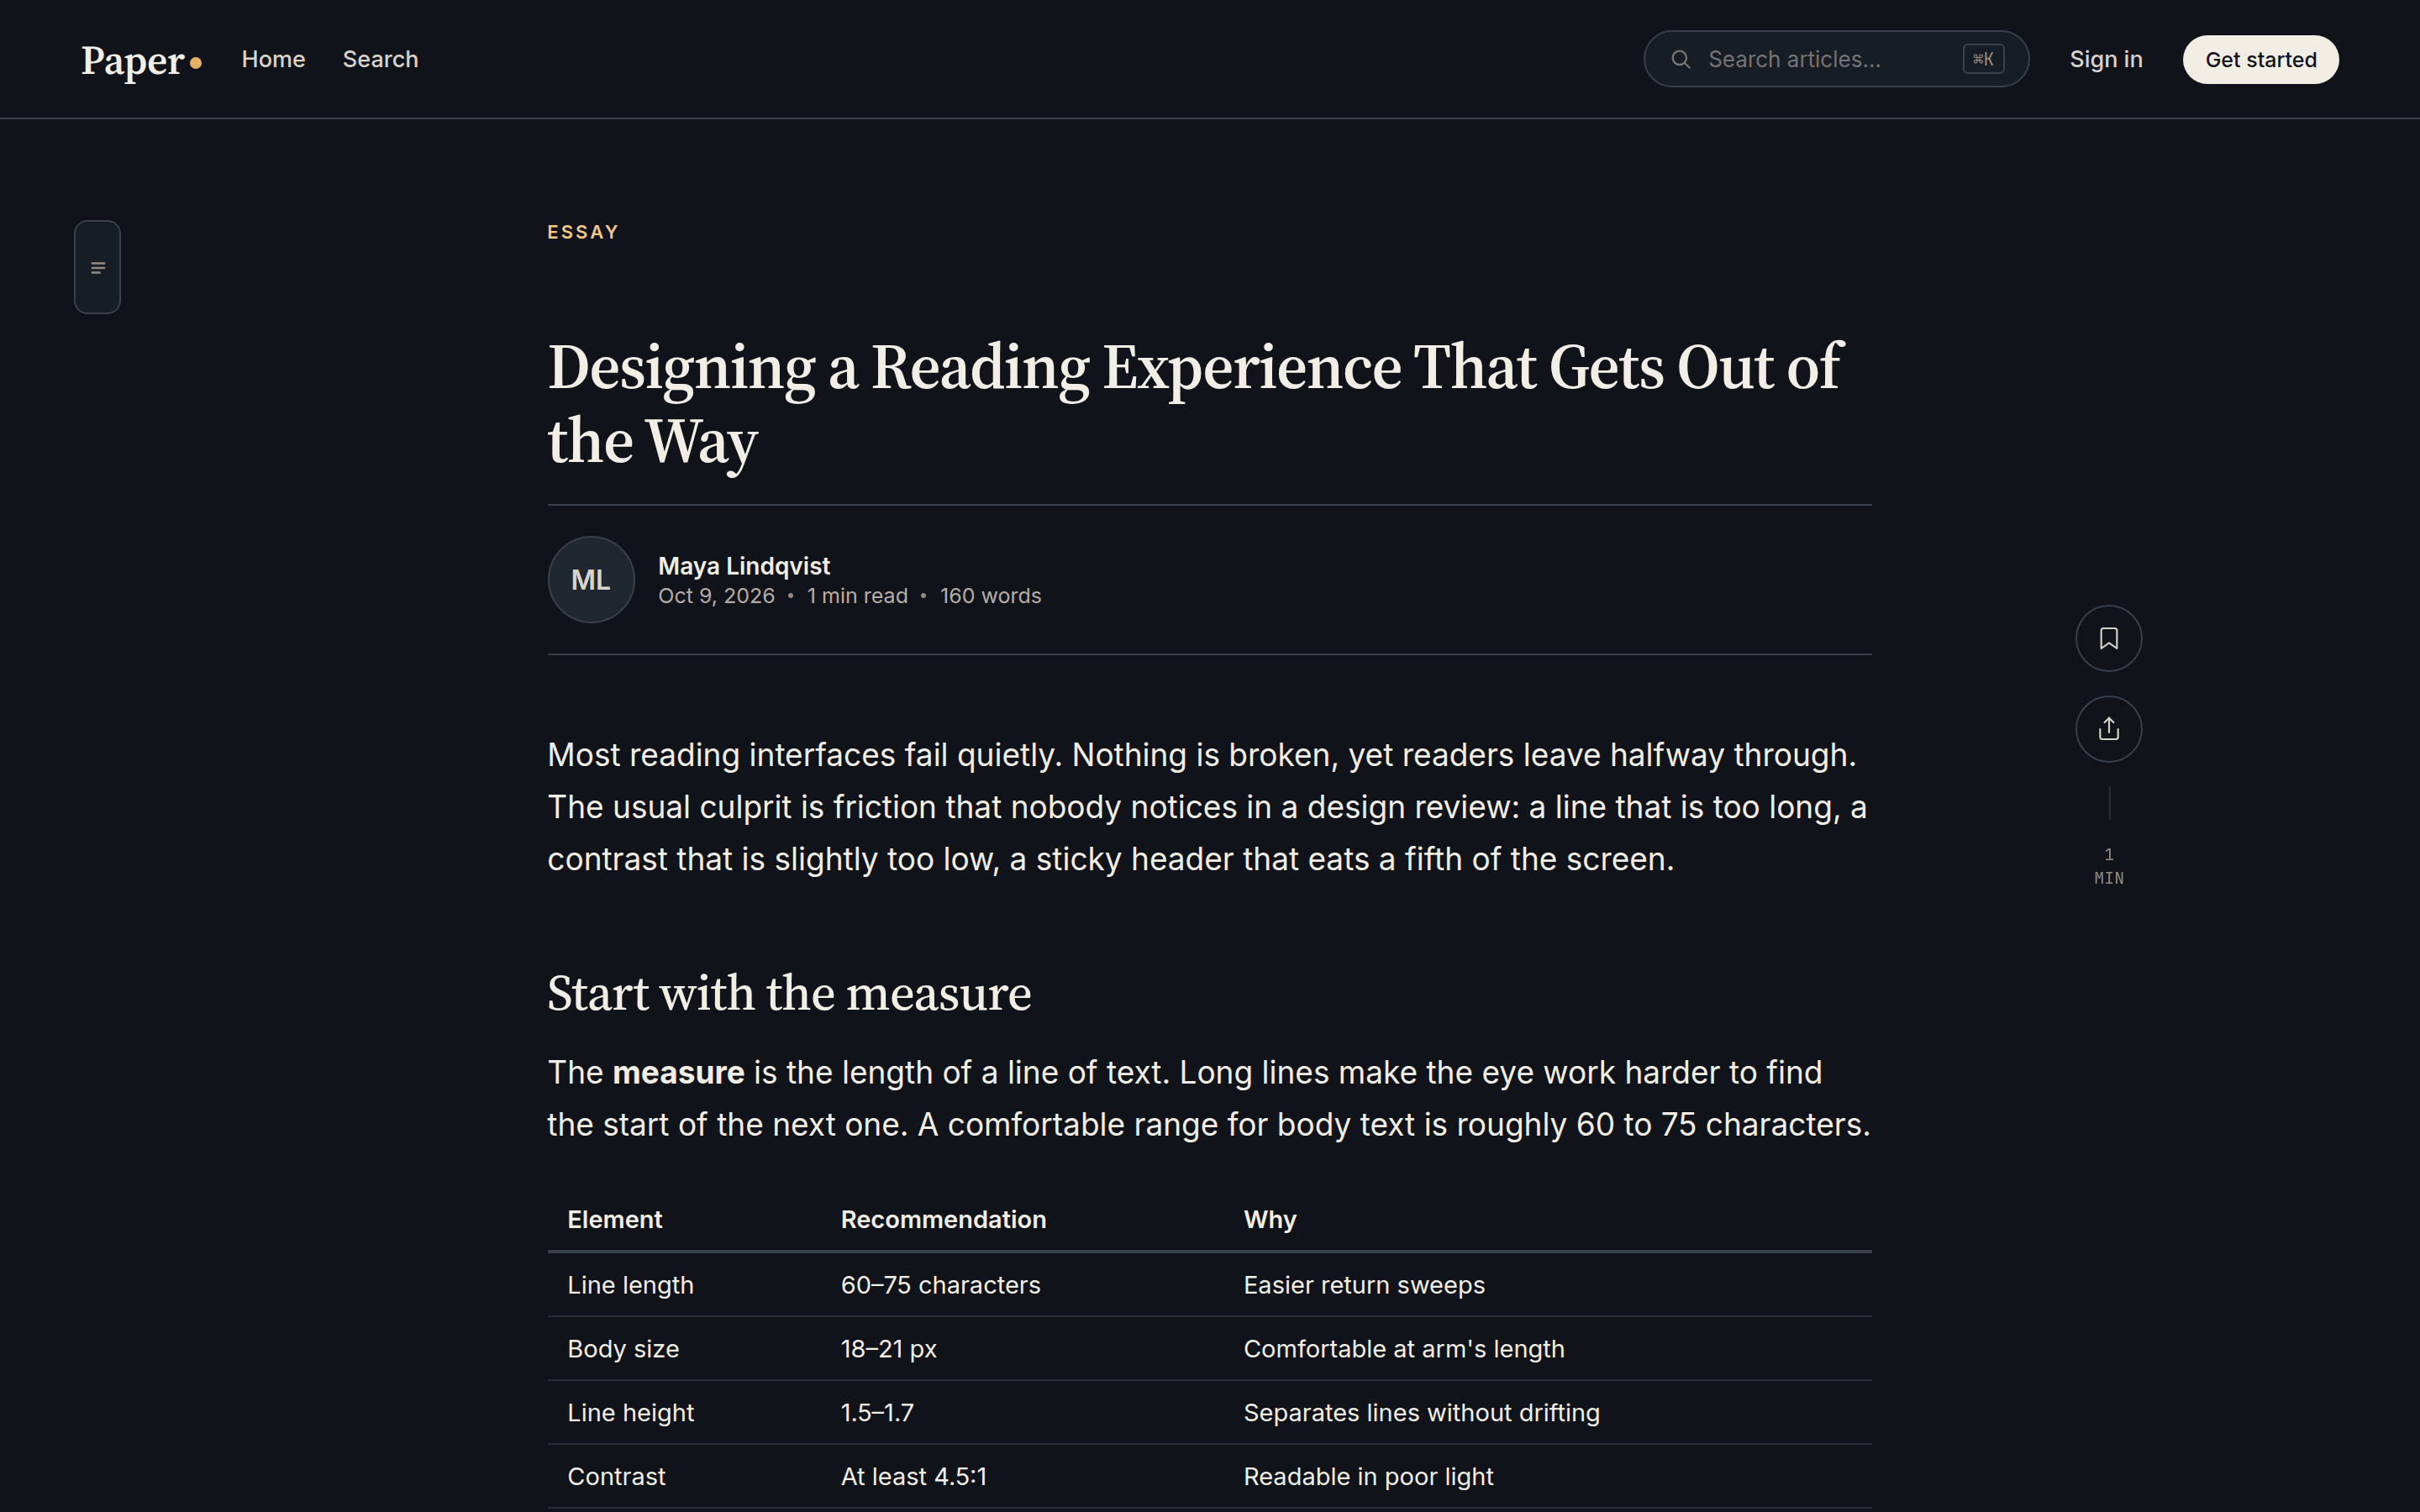 Paper
Home
Search
Search articles...
⌘K
Sign in
Get started
ESSAY
Designing a Reading Experience That Gets Out of
the Way
ML
Maya Lindqvist
Oct 9, 2026 • 1 min read • 160 words
Most reading interfaces fail quietly. Nothing is broken, yet readers leave halfway through.
The usual culprit is friction that nobody notices in a design review: a line that is too long, a
contrast that is slightly too low, a sticky header that eats a fifth of the screen.
1
MIN
Start with the measure
The measure is the length of a line of text. Long lines make the eye work harder to find
the start of the next one. A comfortable range for body text is roughly 60 to 75 characters.
Element Recommendation Why
Line length 60–75 characters Easier return sweeps
Body size 18–21 px Comfortable at arm's length
Line height 1.5–1.7 Separates lines without drifting
Contrast At least 4.5:1 Readable in poor light